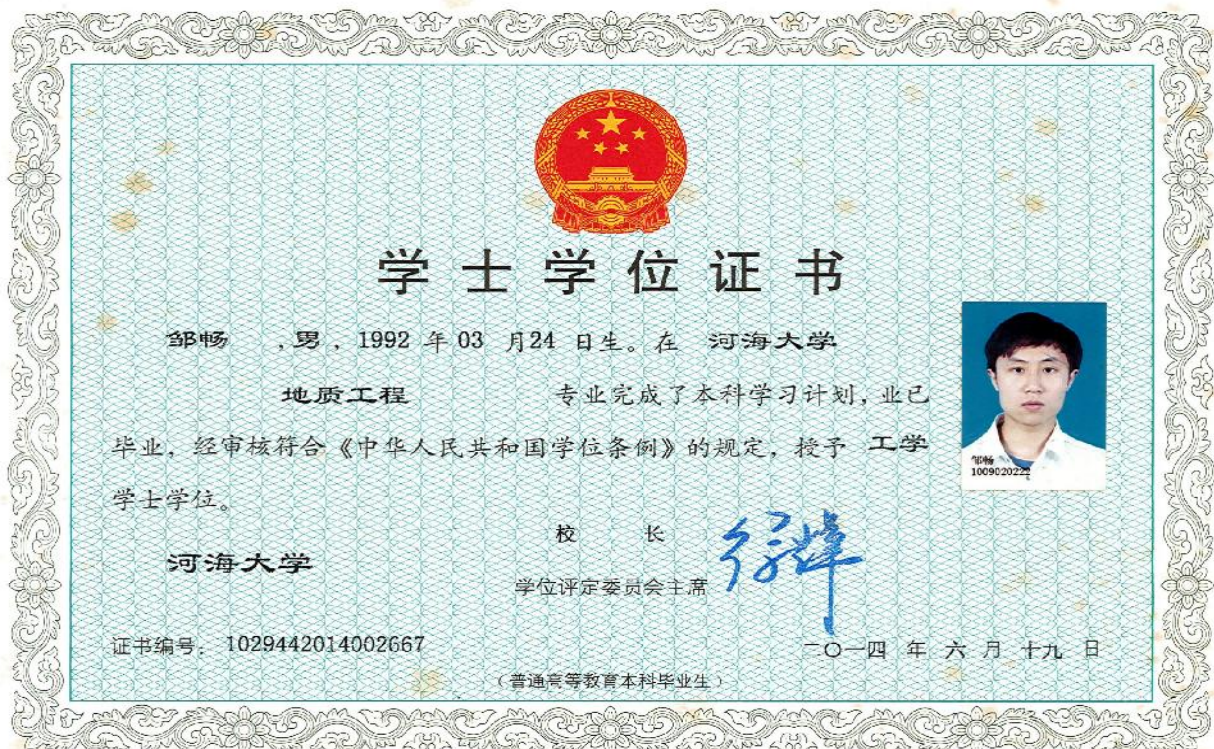 学士学位证书
邹畅 ,男, 1992 年 03 月24 日生。在 河海大学
地质工程 专业完成了本科学习计划,业已
毕业,经审核符合《中华人民共和国学位条例》的规定,授予 工学
学士学位。
邹畅
1009020222
校 长
河海大学
学位评定委员会主席
证书编号: 1029442014002667
二〇一四 年 六 月 十九 日
(普通高等教育本科毕业生)